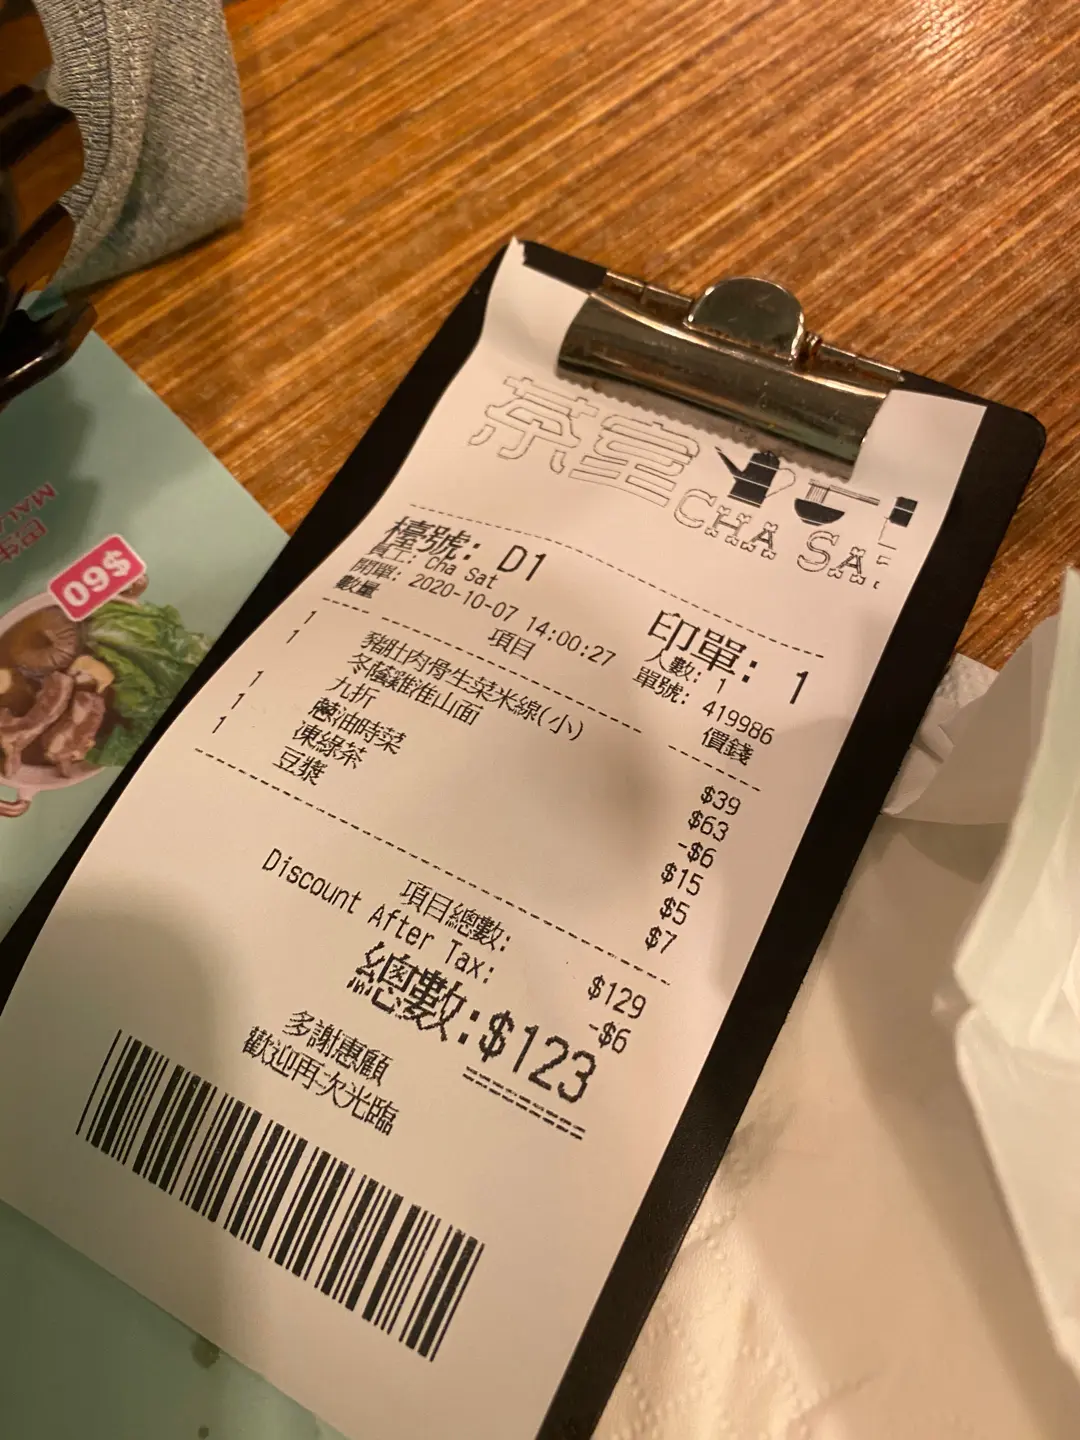 茶室
CHA SA
檯號: D1
印單: 1
員工: Cha Sat
人數: 1
開單: 2020-10-07 14:00:27
單號: 419986
數量 項目 價錢
1 豬肚肉骨生菜米線(小) $39
1 冬蔭雞准山面 $63
九折 -$6
1 蔥油時菜 $15
1 凍綠茶 $5
1 豆漿 $7
項目總數: $129
Discount After Tax: -$6
總數:$123
多謝惠顧
歡迎再次光臨
$60